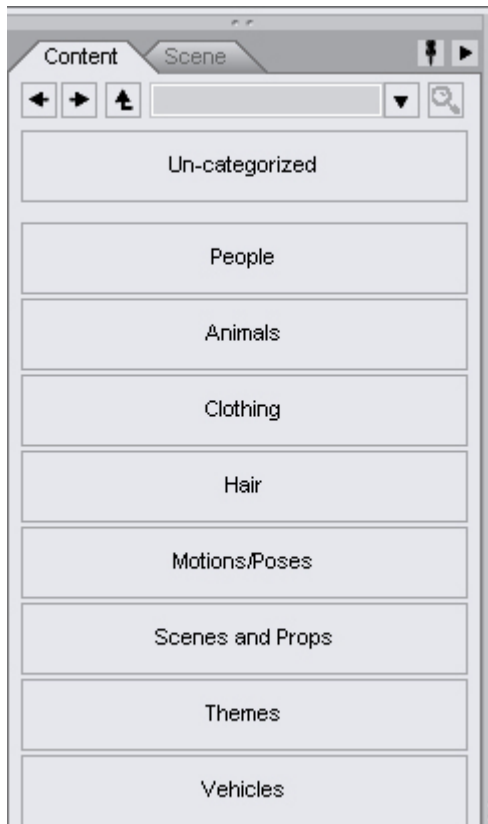 Content Scene
Un-categorized
People
Animals
Clothing
Hair
Motions/Poses
Scenes and Props
Themes
Vehicles